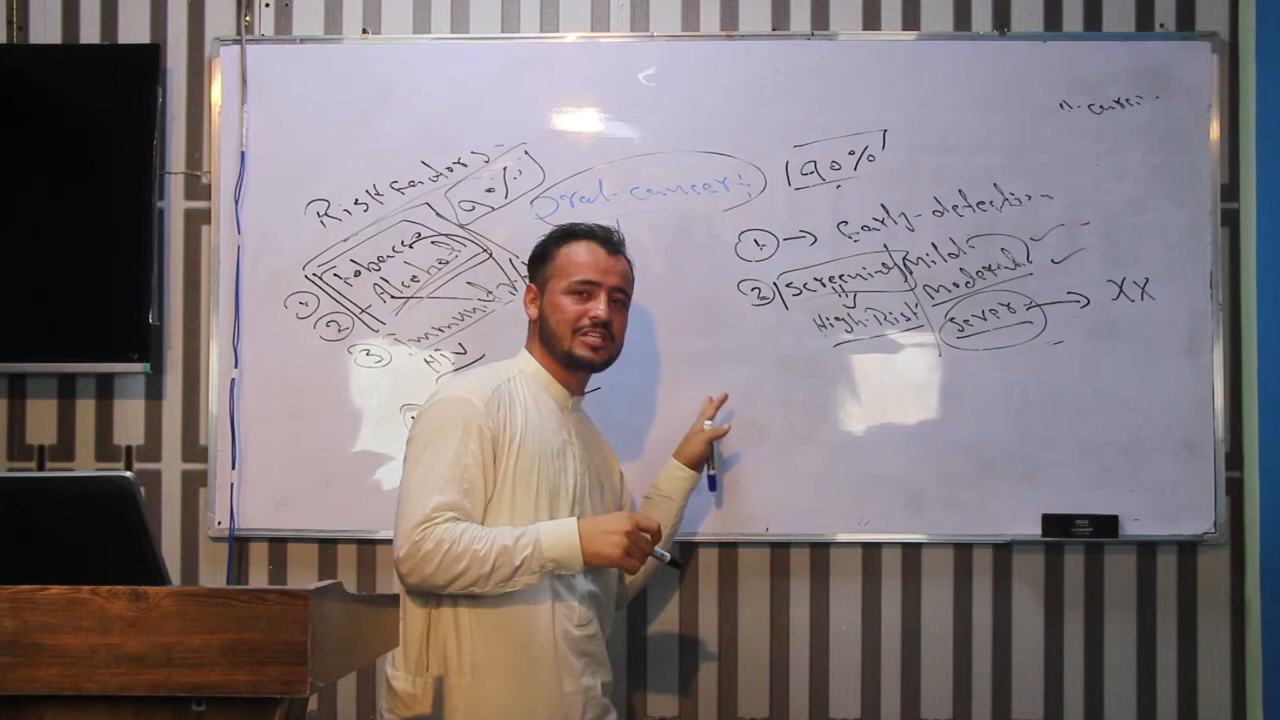 Risk factors
90%
① Tobacco
② - Alcohol
③ immunity
HIV
Oral-cancer:
90%
① → Early-detection
② Screening Mild-
Moderate
High-Risk
sever → XX